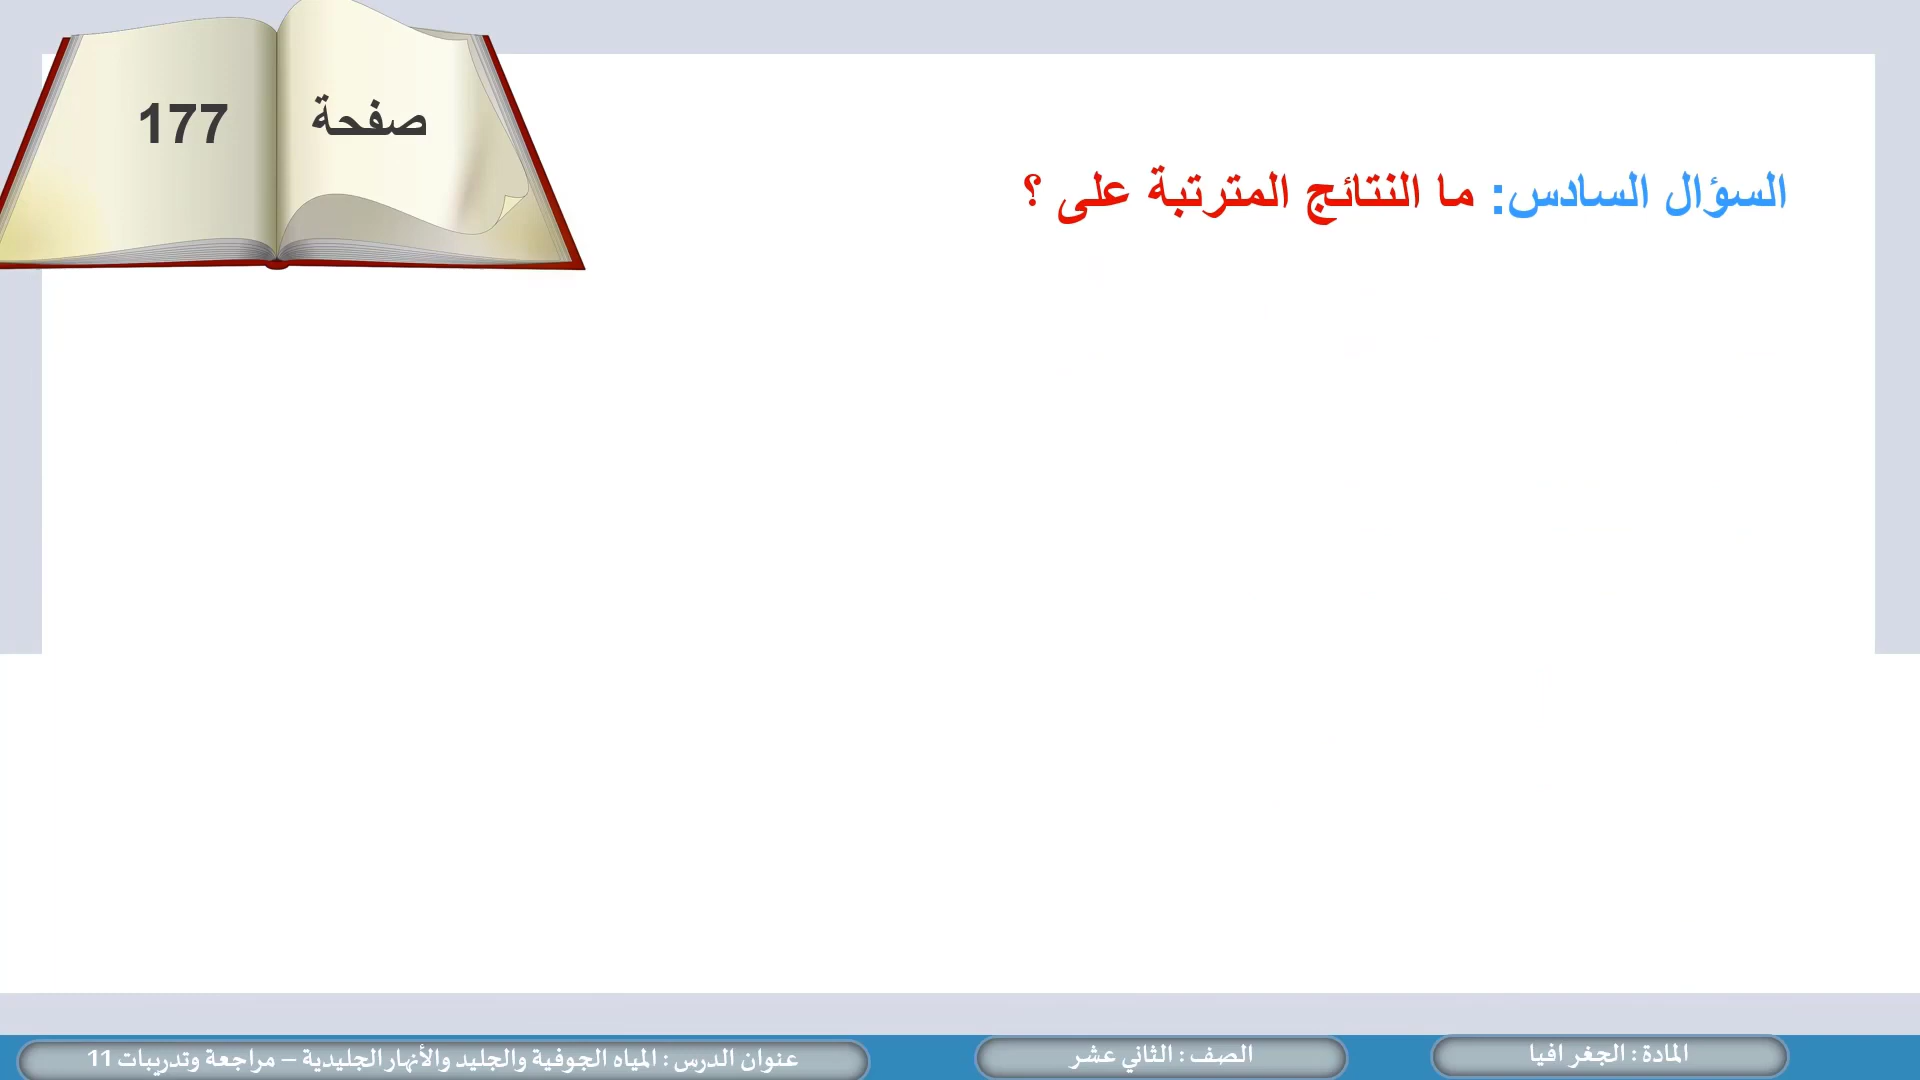 صفحة 177
السؤال السادس: ما النتائج المترتبة على ؟
المادة : الجغرافيا
الصف : الثاني عشر
عنوان الدرس : المياه الجوفية والجليد والأنهار الجليدية – مراجعة وتدريبات 11